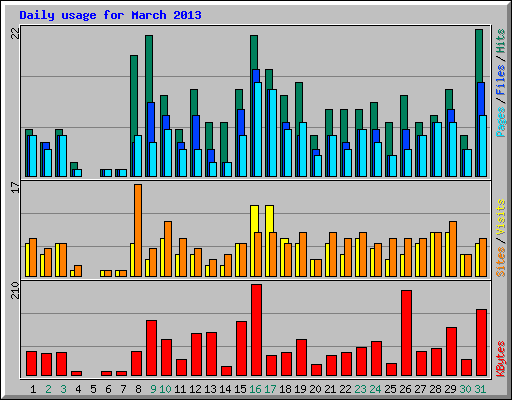 Daily usage for March 2013
22
Pages / Files / Hits
17
Sites / Visits
210
KBytes
1 2 3 4 5 6 7 8 9 10 11 12 13 14 15 16 17 18 19 20 21 22 23 24 25 26 27 28 29 30 31